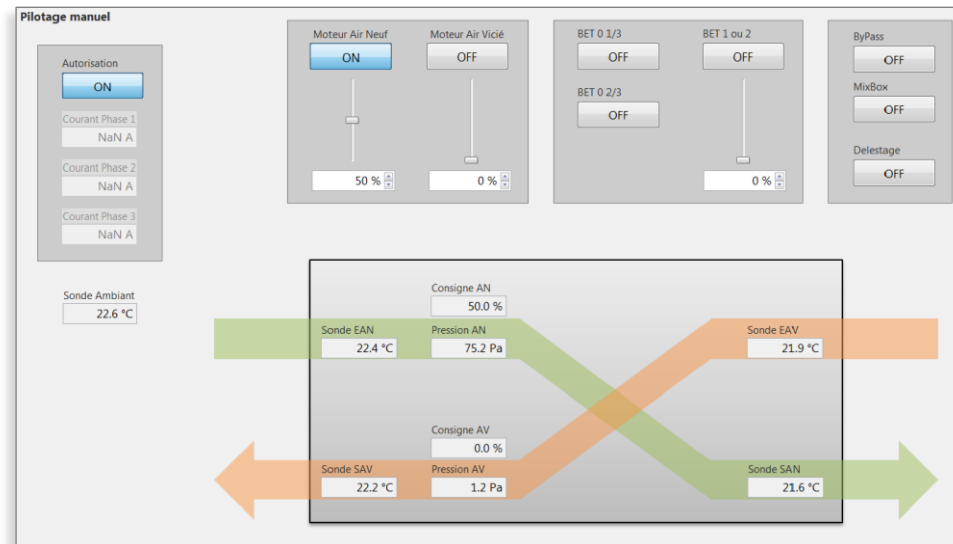 Pilotage manuel
Autorisation
ON
Courant Phase 1
NaN A
Courant Phase 2
NaN A
Courant Phase 3
NaN A
Sonde Ambiant
22.6 °C
Moteur Air Neuf
ON
50 %
Moteur Air Vicié
OFF
0 %
BET 0 1/3
OFF
BET 0 2/3
OFF
BET 1 ou 2
OFF
0 %
ByPass
OFF
MixBox
OFF
Delestage
OFF
Consigne AN
50.0 %
Sonde EAN
22.4 °C
Pression AN
75.2 Pa
Sonde EAV
21.9 °C
Consigne AV
0.0 %
Sonde SAV
22.2 °C
Pression AV
1.2 Pa
Sonde SAN
21.6 °C